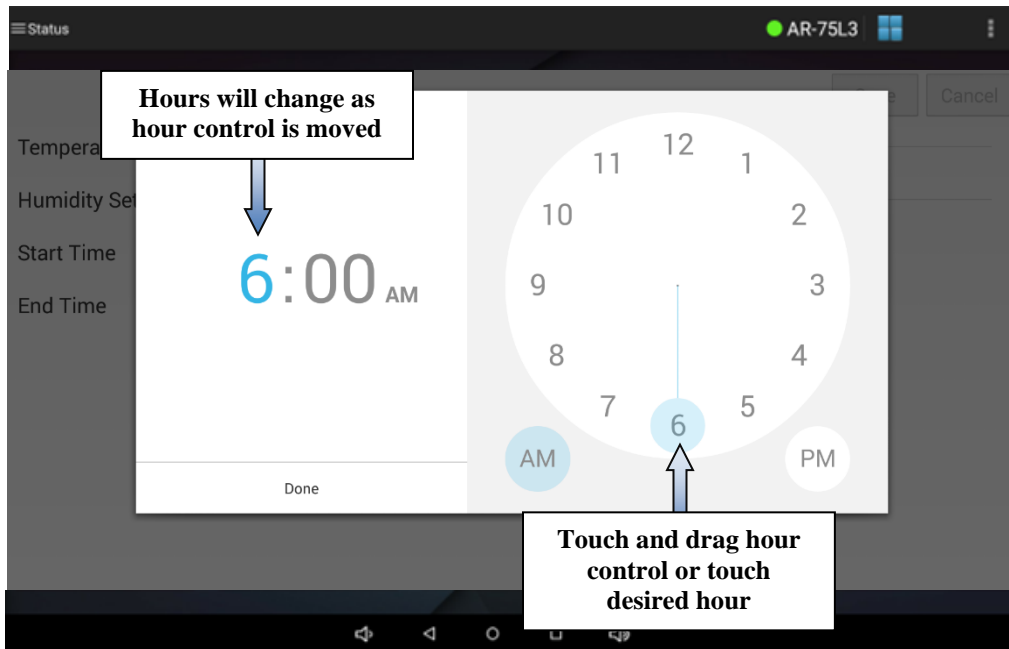 Status
AR-75L3
Hours will change as
hour control is moved
Cancel
Humidity
Start Time
End Time
6:00 AM
12
11
1
10
2
9
3
8
4
7
5
6
AM
PM
Done
Touch and drag hour
control or touch
desired hour